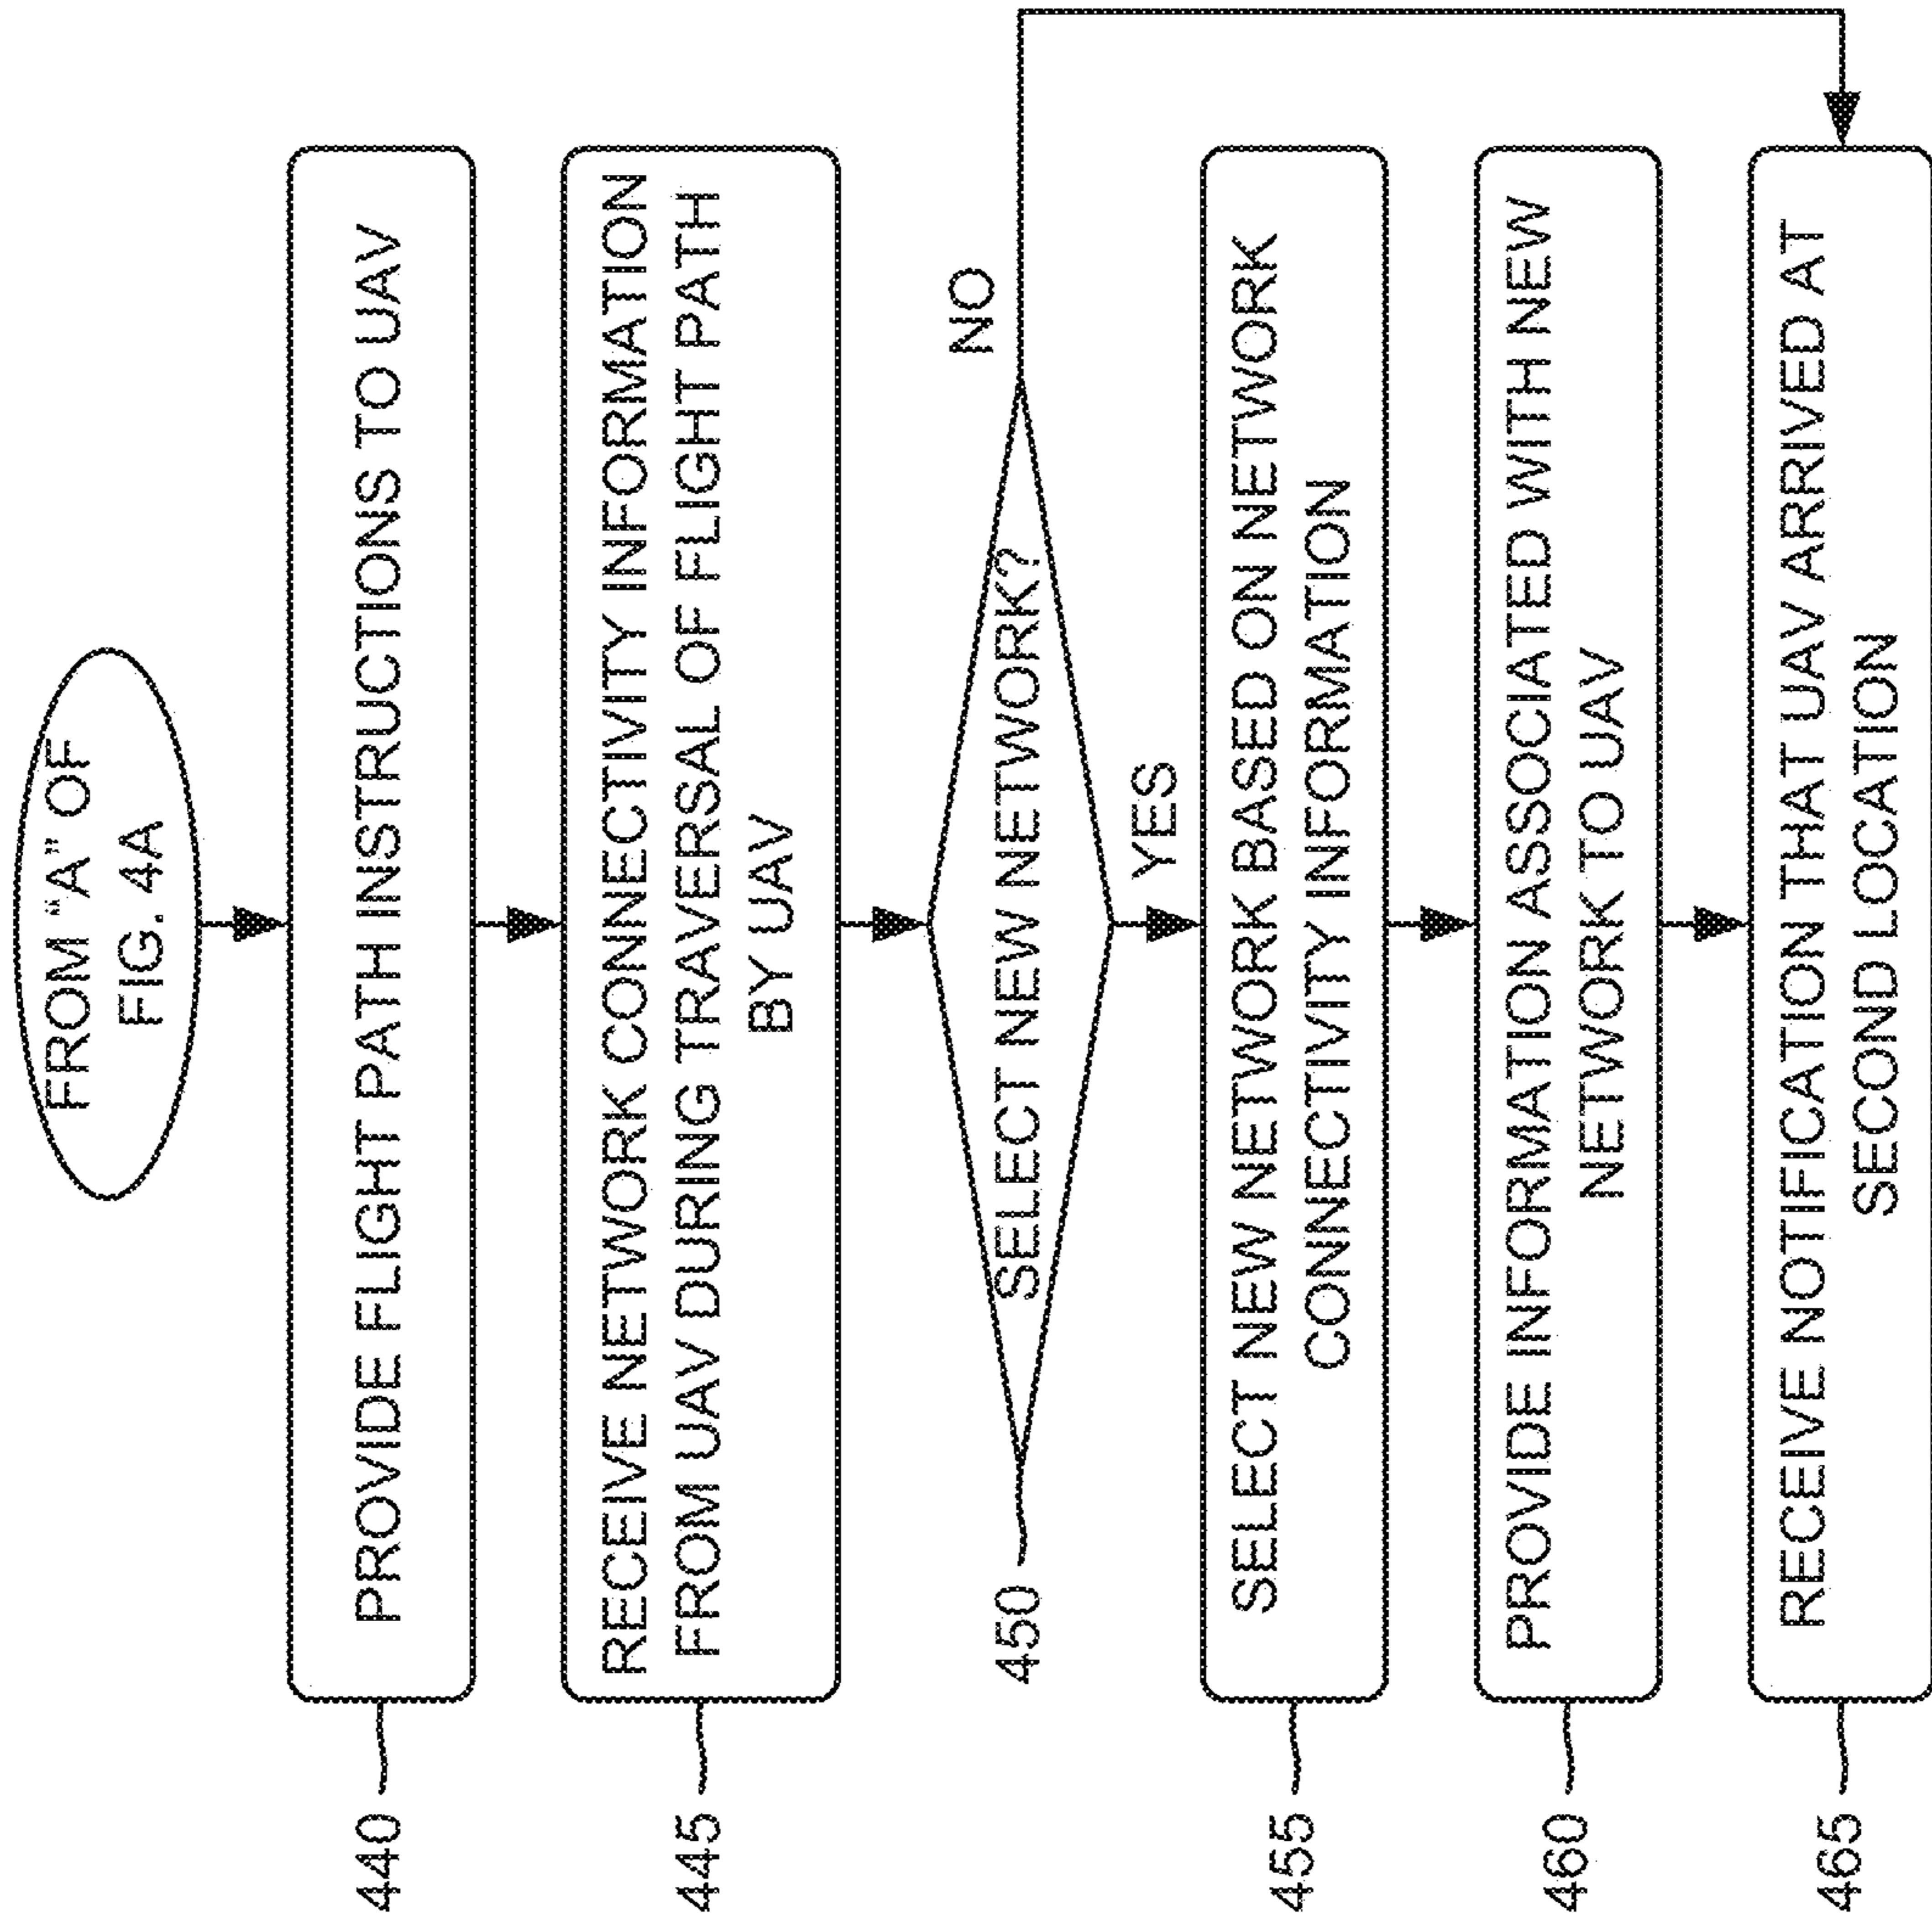 FROM "A" OF
FIG. 4A
440
PROVIDE FLIGHT PATH INSTRUCTIONS TO UAV
445
RECEIVE NETWORK CONNECTIVITY INFORMATION
FROM UAV DURING TRAVERSAL OF FLIGHT PATH
BY UAV
450
SELECT NEW NETWORK?
NO
YES
455
SELECT NEW NETWORK BASED ON NETWORK
CONNECTIVITY INFORMATION
460
PROVIDE INFORMATION ASSOCIATED WITH NEW
NETWORK TO UAV
465
RECEIVE NOTIFICATION THAT UAV ARRIVED AT
SECOND LOCATION